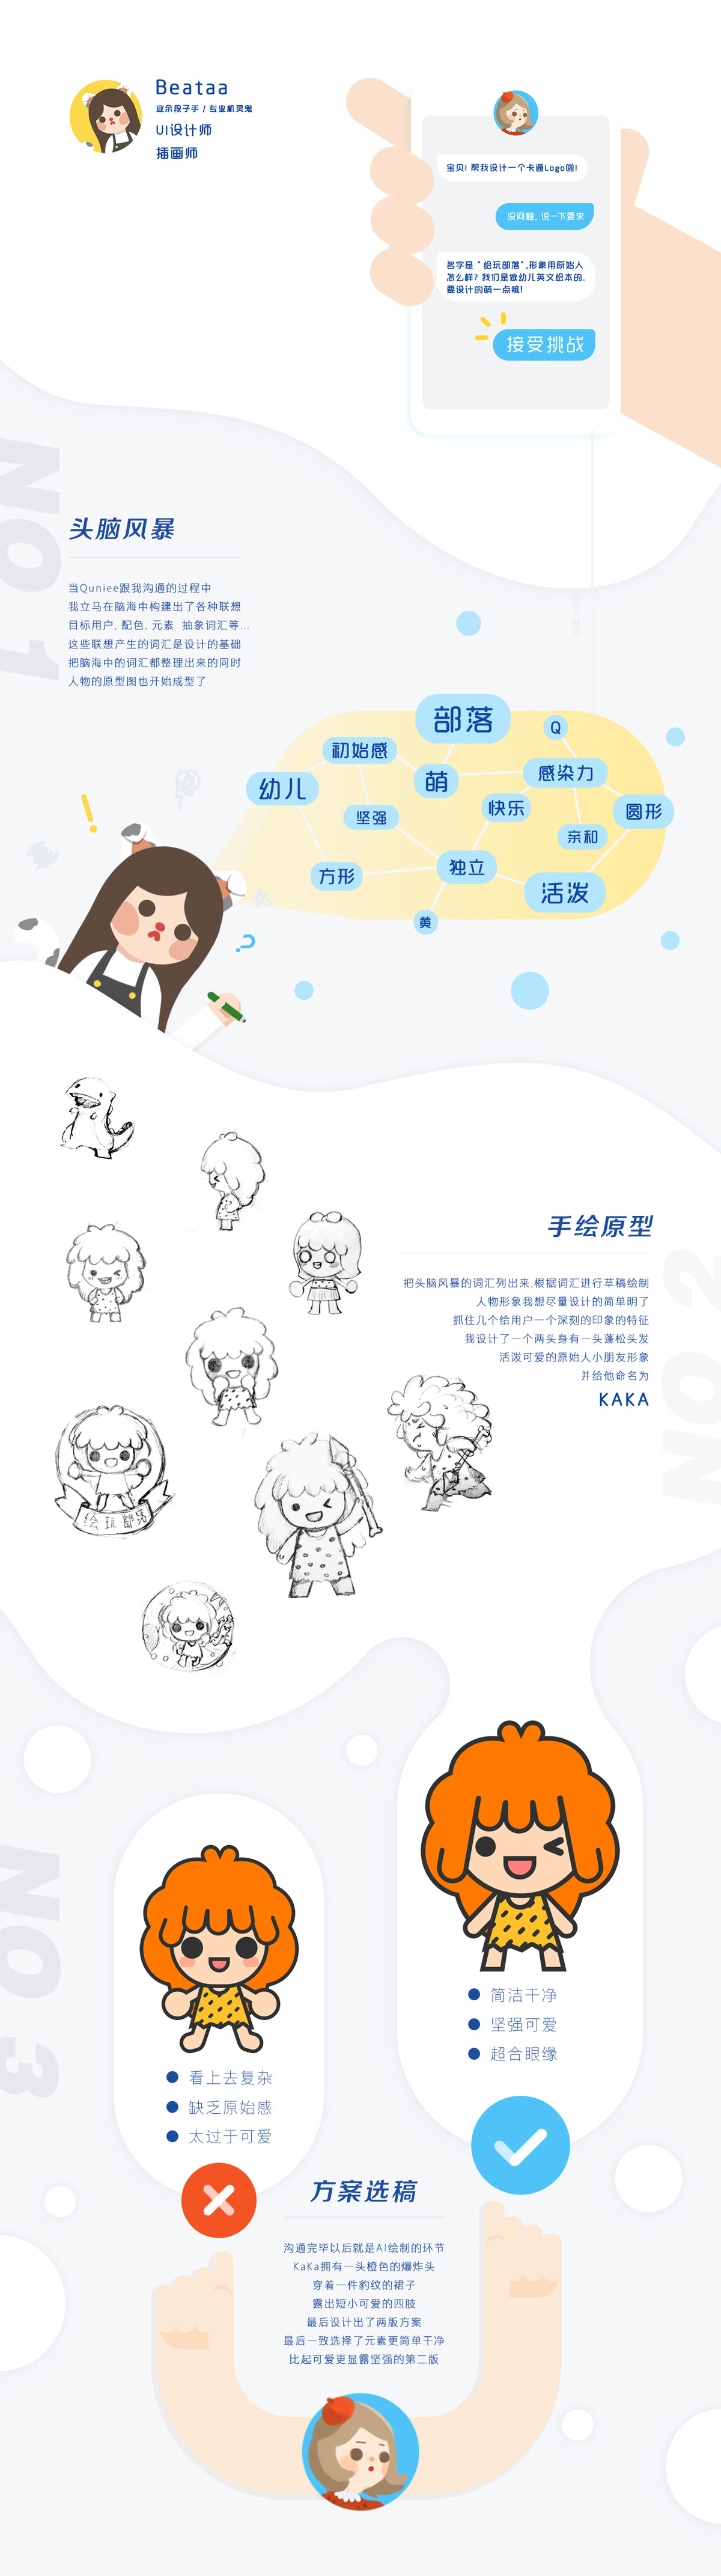 Beataa
业余段子手 / 专业机灵鬼
UI设计师
插画师
宝贝! 帮我设计一个卡通Logo啦!
没问题, 说一下要求
名字是 " 绘玩部落",形象用原始人
怎么样? 我们是做幼儿英文绘本的.
要设计的萌一点哦!
接受挑战
NO 1
头脑风暴
当Quniee跟我沟通的过程中
我立马在脑海中构建出了各种联想
目标用户, 配色, 元素 抽象词汇等...
这些联想产生的词汇是设计的基础
把脑海中的词汇都整理出来的同时
人物的原型图也开始成型了
部落
Q
初始感
萌
感染力
幼儿
快乐
圆形
坚强
亲和
方形
独立
活泼
黄
手绘原型
NO 2
把头脑风暴的词汇列出来,根据词汇进行草稿绘制
人物形象我想尽量设计的简单明了
抓住几个给用户一个深刻的印象的特征
我设计了一个两头身有一头蓬松头发
活泼可爱的原始人小朋友形象
并给他命名为
KAKA
绘玩部落
NO 3
简洁干净
坚强可爱
超合眼缘
看上去复杂
缺乏原始感
太过于可爱
方案选稿
沟通完毕以后就是AI绘制的环节
KaKa拥有一头橙色的爆炸头
穿着一件豹纹的裙子
露出短小可爱的四肢
最后设计出了两版方案
最后一致选择了元素更简单干净
比起可爱更显露坚强的第二版